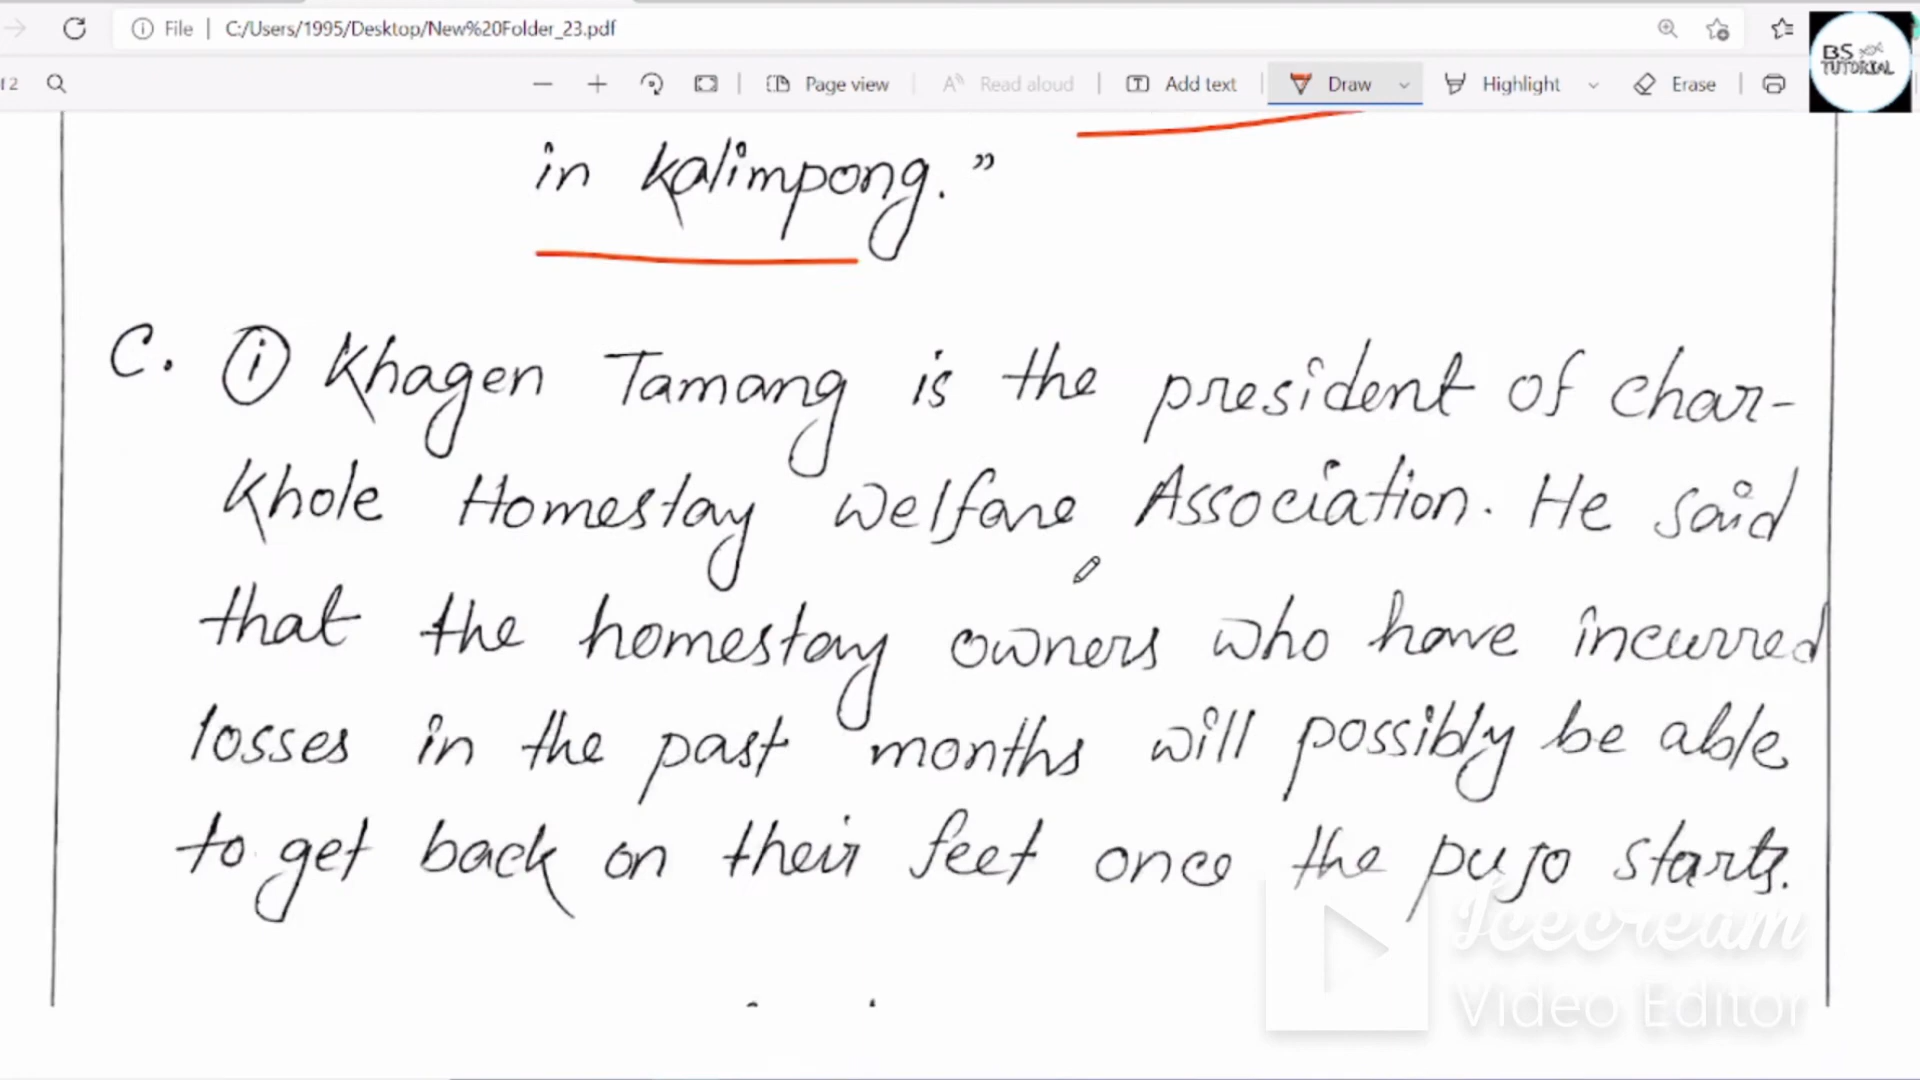 File | C:/Users/1995/Desktop/New%20Folder_23.pdf
BS TUTORIAL
f 2 Page view Read aloud Add text Draw Highlight Erase
in Kalimpong.”
C. (i) Khagen Tamang is the president of char-
Khole Homestay Welfare Association. He said
that the homestay owners who have incurred
losses in the past months will possibly be able
to get back on their feet once the pujo starts.
Icecream
Video Editor